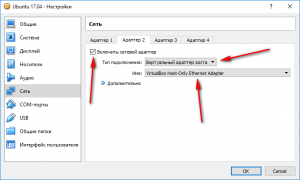 Ubuntu 17.04 - Настройки
Общие
Система
Дисплей
Носители
Аудио
Сеть
COM-порты
USB
Общие папки
Интерфейс пользователя
Сеть
Адаптер 1
Адаптер 2
Адаптер 3
Адаптер 4
Включить сетевой адаптер
Тип подключения: Виртуальный адаптер хоста
Имя: VirtualBox Host-Only Ethernet Adapter
Дополнительно
OK
Cancel